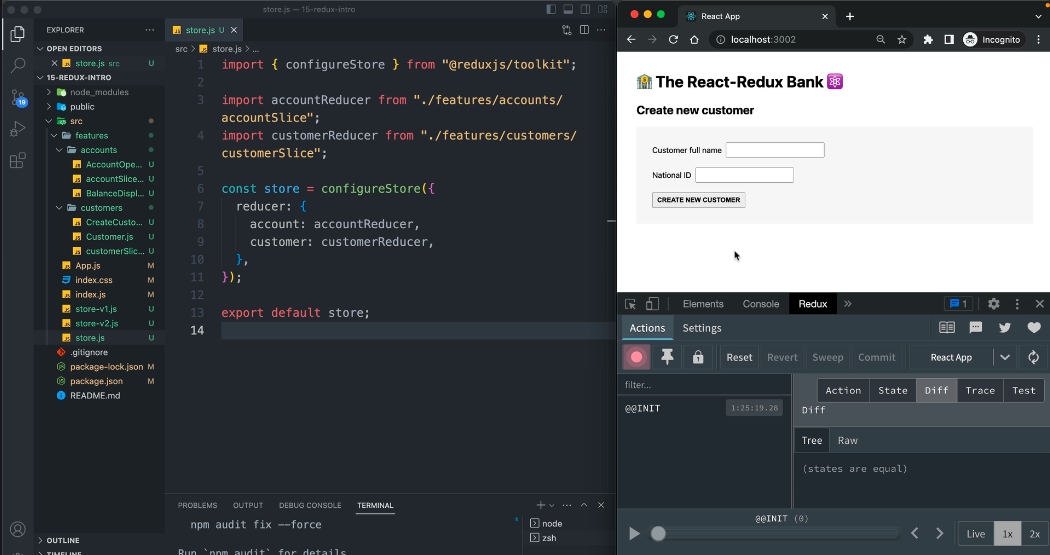 store.js — 15-redux-intro
EXPLORER
OPEN EDITORS
store.js src U
15-REDUX-INTRO
node_modules
public
src
features
accounts
AccountOpe... U
accountSlice... U
BalanceDispl... U
customers
CreateCusto... U
Customer.js U
customerSlic... U
App.js M
index.css M
index.js M
store-v1.js U
store-v2.js U
store.js U
.gitignore
package-lock.json M
package.json M
README.md
OUTLINE
TIMELINE
19
store.js U
src > store.js > ...
1 import { configureStore } from "@reduxjs/toolkit";
2
3 import accountReducer from "./features/accounts/
accountSlice";
4 import customerReducer from "./features/customers/
customerSlice";
5
6 const store = configureStore({
7 reducer: {
8 account: accountReducer,
9 customer: customerReducer,
10 },
11 });
12
13 export default store;
14
PROBLEMS OUTPUT DEBUG CONSOLE TERMINAL
npm audit fix --force
Run `npm audit` for details.
node
zsh
React App
localhost:3002
Incognito
The React-Redux Bank
Create new customer
Customer full name
National ID
CREATE NEW CUSTOMER
Elements Console Redux 1
Actions Settings
Reset Revert Sweep Commit React App
filter...
@@INIT 1:25:19.28
Action State Diff Trace Test
Diff
Tree Raw
(states are equal)
@@INIT (0)
Live 1x 2x